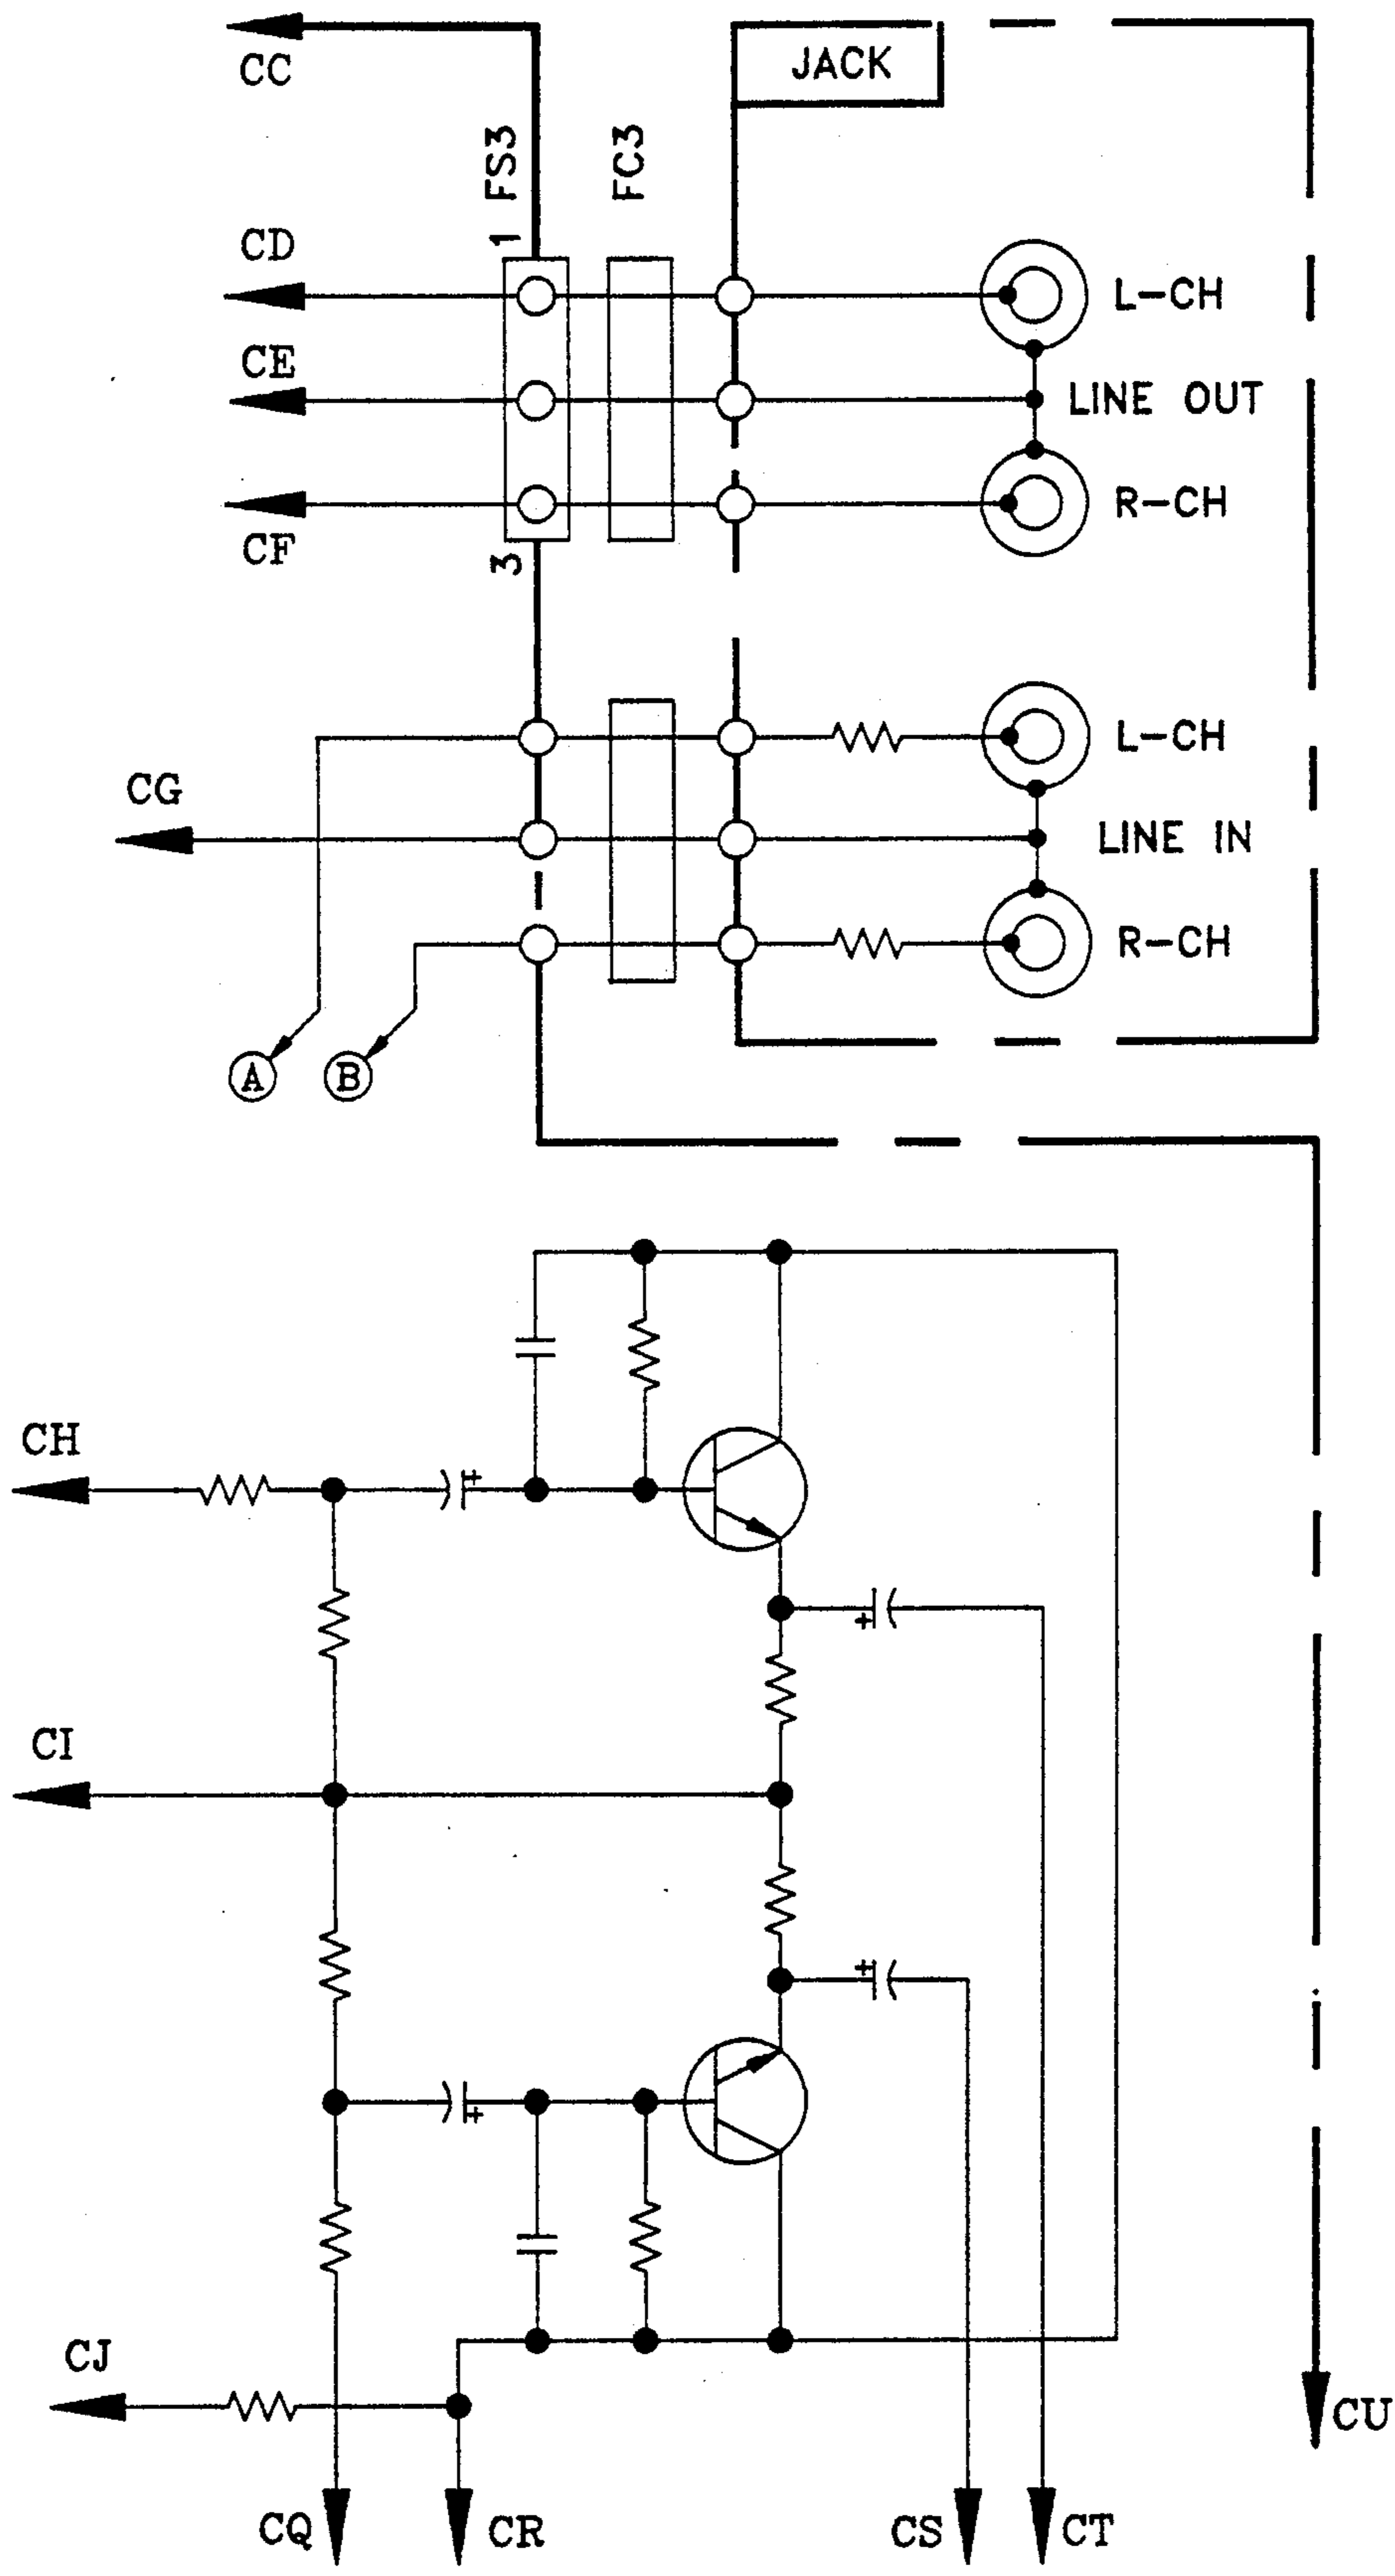 CC
JACK
FS3
FC3
1
CD
L-CH
CE
LINE OUT
CF
R-CH
3
L-CH
CG
LINE IN
R-CH
A
B
CH
+
+
CI
+
+
CJ
CU
CQ
CR
CS
CT